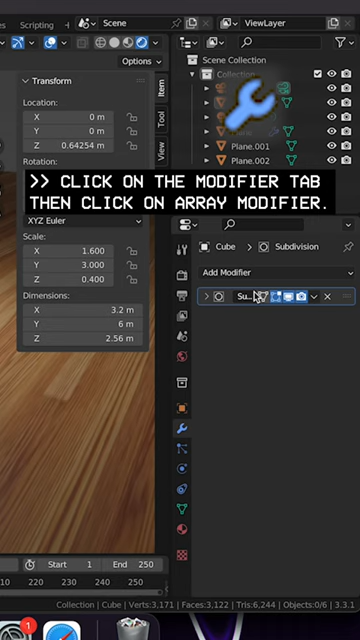 Scripting
Scene
ViewLayer
Options
Scene Collection
Collection
Plane.001
Plane.002
Transform
Location:
X 0 m
Y 0 m
Z 0.64254 m
Rotation:
>> CLICK ON THE MODIFIER TAB
THEN CLICK ON ARRAY MODIFIER.
XYZ Euler
Scale:
X 1.600
Y 3.000
Z 0.400
Dimensions:
X 3.2 m
Y 6 m
Z 2.56 m
Item
Tool
View
Cube > Subdivision
Add Modifier
Su...
Start 1 End 250
210 220 230 240 250
Collection | Cube | Verts:3,171 | Faces:3,122 | Tris:6,244 | Objects:0/6 | 3.3.1
1